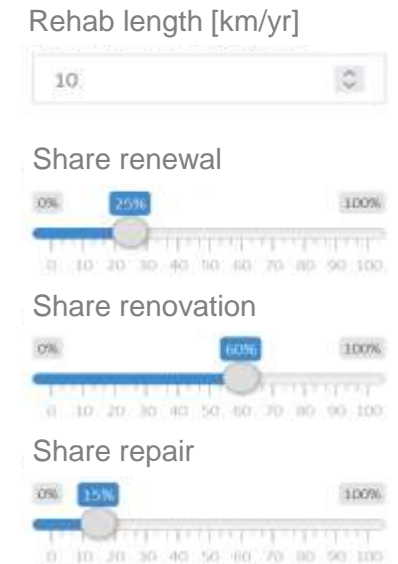 Rehab length [km/yr]
10
Share renewal
0% 25% 100%
0 10 20 30 40 50 60 70 80 90 100
Share renovation
0% 60% 100%
0 10 20 30 40 50 60 70 80 90 100
Share repair
0% 15% 100%
0 10 20 30 40 50 60 70 80 90 100